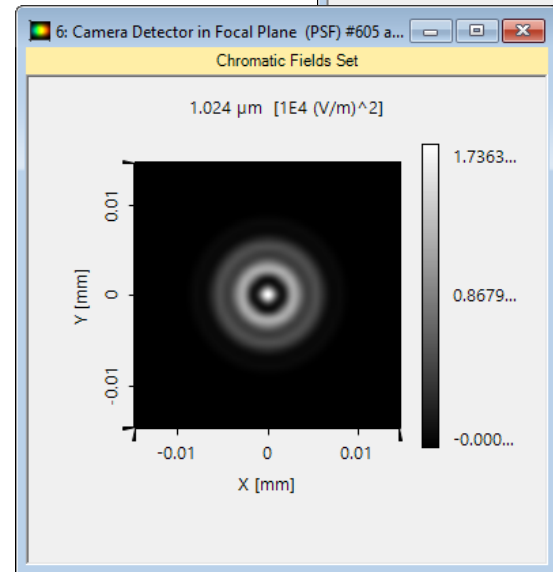 6: Camera Detector in Focal Plane (PSF) #605 a...
Chromatic Fields Set
1.024 µm [1E4 (V/m)^2]
1.7363...
0.01
Y [mm]
0
0.8679...
-0.01
-0.000...
-0.01 0 0.01
X [mm]